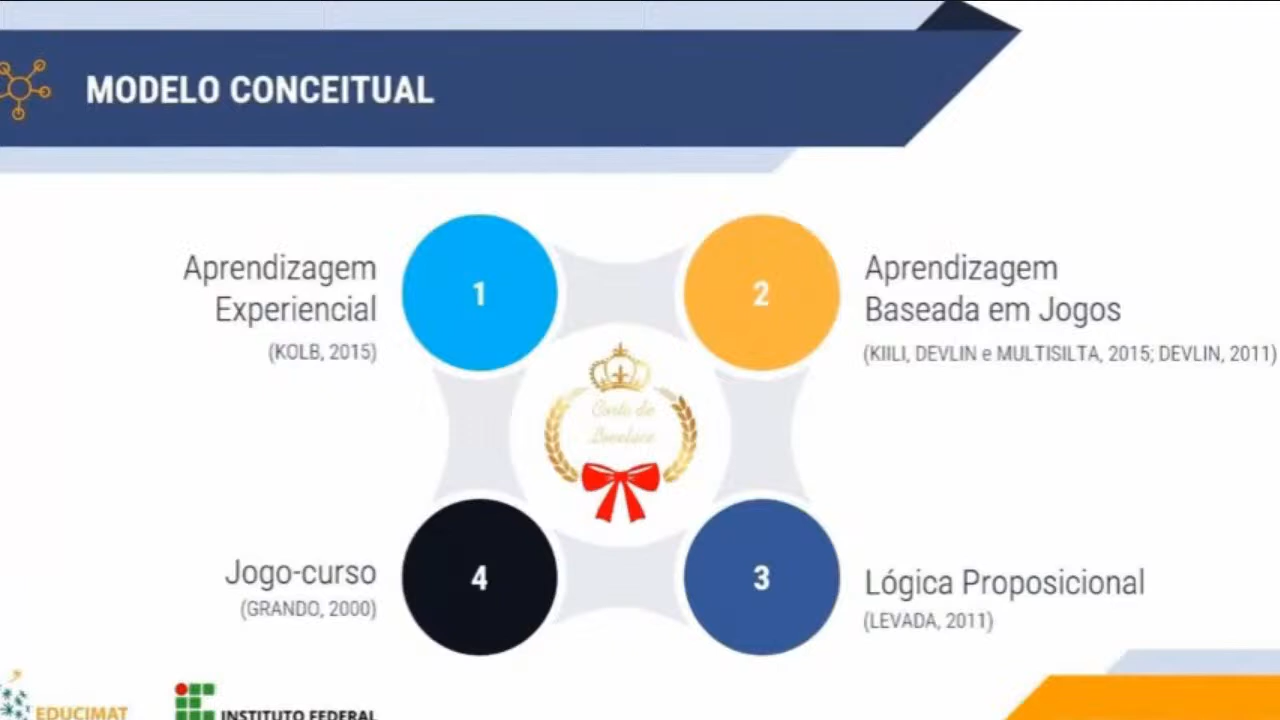 MODELO CONCEITUAL
Aprendizagem
Experiencial
(KOLB, 2015)
1
2
Aprendizagem
Baseada em Jogos
(KIILI, DEVLIN e MULTISILTA, 2015; DEVLIN, 2011)
Jogo-curso
(GRANDO, 2000)
4
3
Lógica Proposicional
(LEVADA, 2011)
EDUCIMAT
INSTITUTO FEDERAL